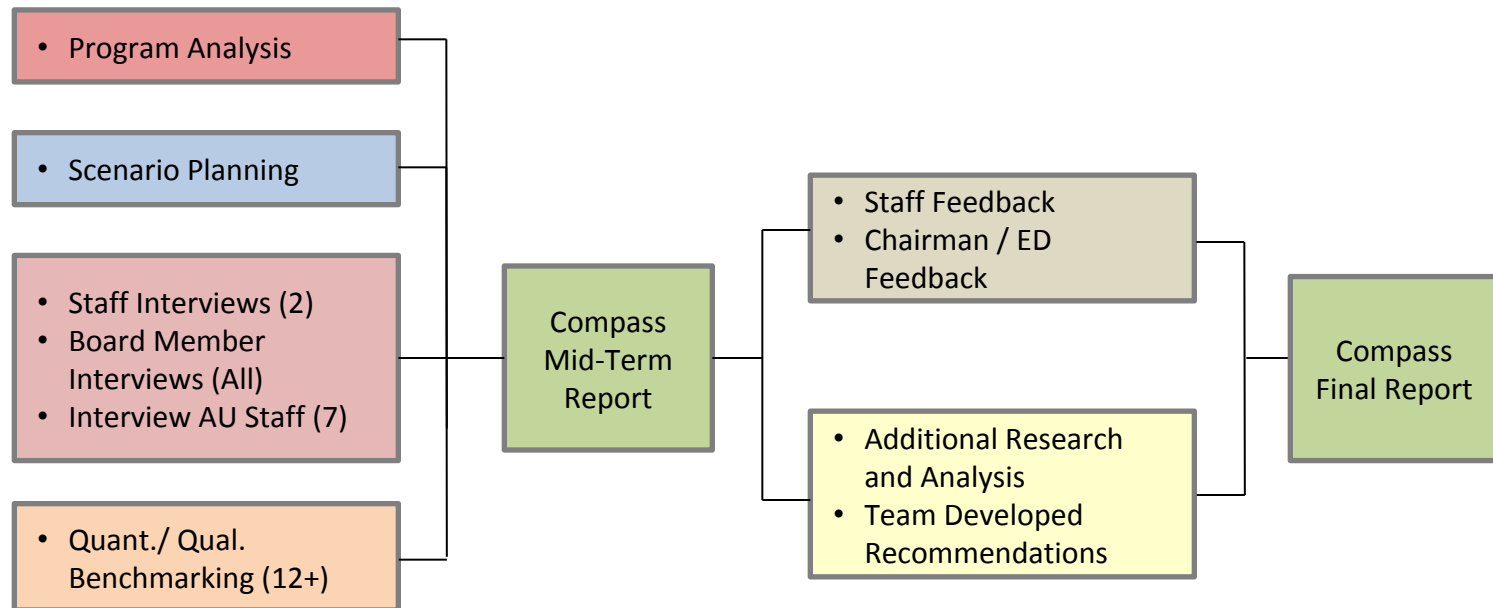 • Program Analysis
• Scenario Planning
• Staff Interviews (2)
• Board Member
Interviews (All)
• Interview AU Staff (7)
• Quant./ Qual.
Benchmarking (12+)
Compass
Mid-Term
Report
• Staff Feedback
• Chairman / ED
Feedback
• Additional Research
and Analysis
• Team Developed
Recommendations
Compass
Final Report